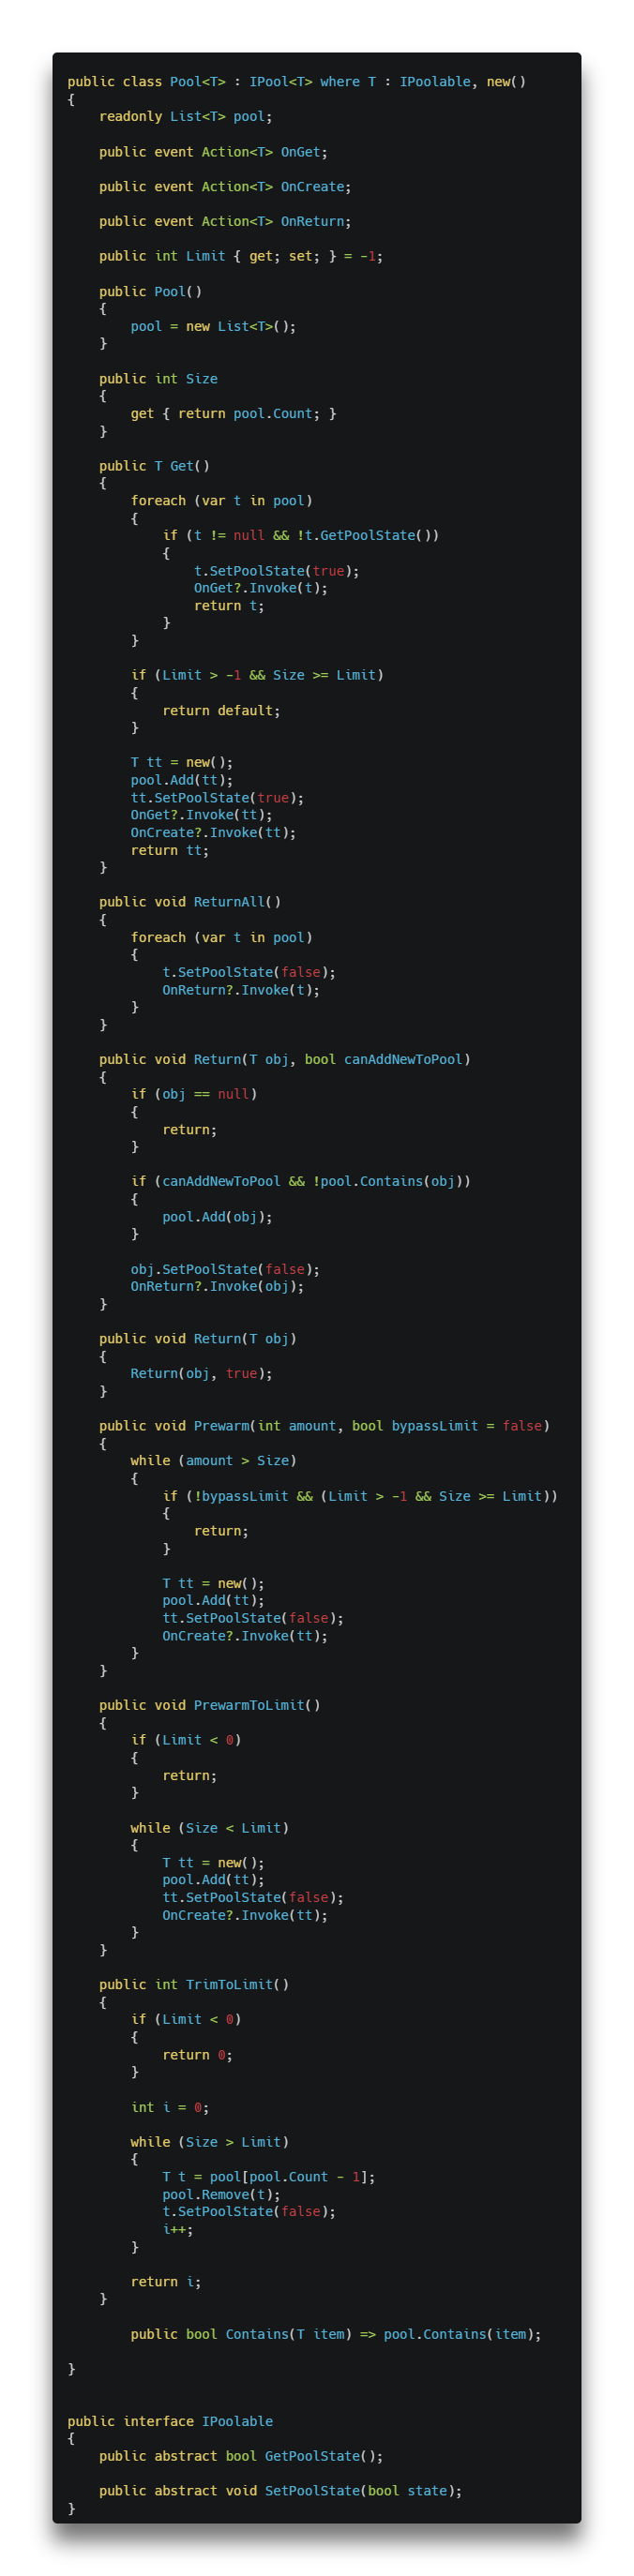 public class Pool<T> : IPool<T> where T : IPoolable, new()
{
    readonly List<T> pool;

    public event Action<T> OnGet;

    public event Action<T> OnCreate;

    public event Action<T> OnReturn;

    public int Limit { get; set; } = -1;

    public Pool()
    {
        pool = new List<T>();
    }

    public int Size
    {
        get { return pool.Count; }
    }

    public T Get()
    {
        foreach (var t in pool)
        {
            if (t != null && !t.GetPoolState())
            {
                t.SetPoolState(true);
                OnGet?.Invoke(t);
                return t;
            }
        }

        if (Limit > -1 && Size >= Limit)
        {
            return default;
        }

        T tt = new();
        pool.Add(tt);
        tt.SetPoolState(true);
        OnGet?.Invoke(tt);
        OnCreate?.Invoke(tt);
        return tt;
    }

    public void ReturnAll()
    {
        foreach (var t in pool)
        {
            t.SetPoolState(false);
            OnReturn?.Invoke(t);
        }
    }

    public void Return(T obj, bool canAddNewToPool)
    {
        if (obj == null)
        {
            return;
        }

        if (canAddNewToPool && !pool.Contains(obj))
        {
            pool.Add(obj);
        }

        obj.SetPoolState(false);
        OnReturn?.Invoke(obj);
    }

    public void Return(T obj)
    {
        Return(obj, true);
    }

    public void Prewarm(int amount, bool bypassLimit = false)
    {
        while (amount > Size)
        {
            if (!bypassLimit && (Limit > -1 && Size >= Limit))
            {
                return;
            }

            T tt = new();
            pool.Add(tt);
            tt.SetPoolState(false);
            OnCreate?.Invoke(tt);
        }
    }

    public void PrewarmToLimit()
    {
        if (Limit < 0)
        {
            return;
        }

        while (Size < Limit)
        {
            T tt = new();
            pool.Add(tt);
            tt.SetPoolState(false);
            OnCreate?.Invoke(tt);
        }
    }

    public int TrimToLimit()
    {
        if (Limit < 0)
        {
            return 0;
        }

        int i = 0;

        while (Size > Limit)
        {
            T t = pool[pool.Count - 1];
            pool.Remove(t);
            t.SetPoolState(false);
            i++;
        }

        return i;
    }

        public bool Contains(T item) => pool.Contains(item);

}


public interface IPoolable
{
    public abstract bool GetPoolState();

    public abstract void SetPoolState(bool state);
}